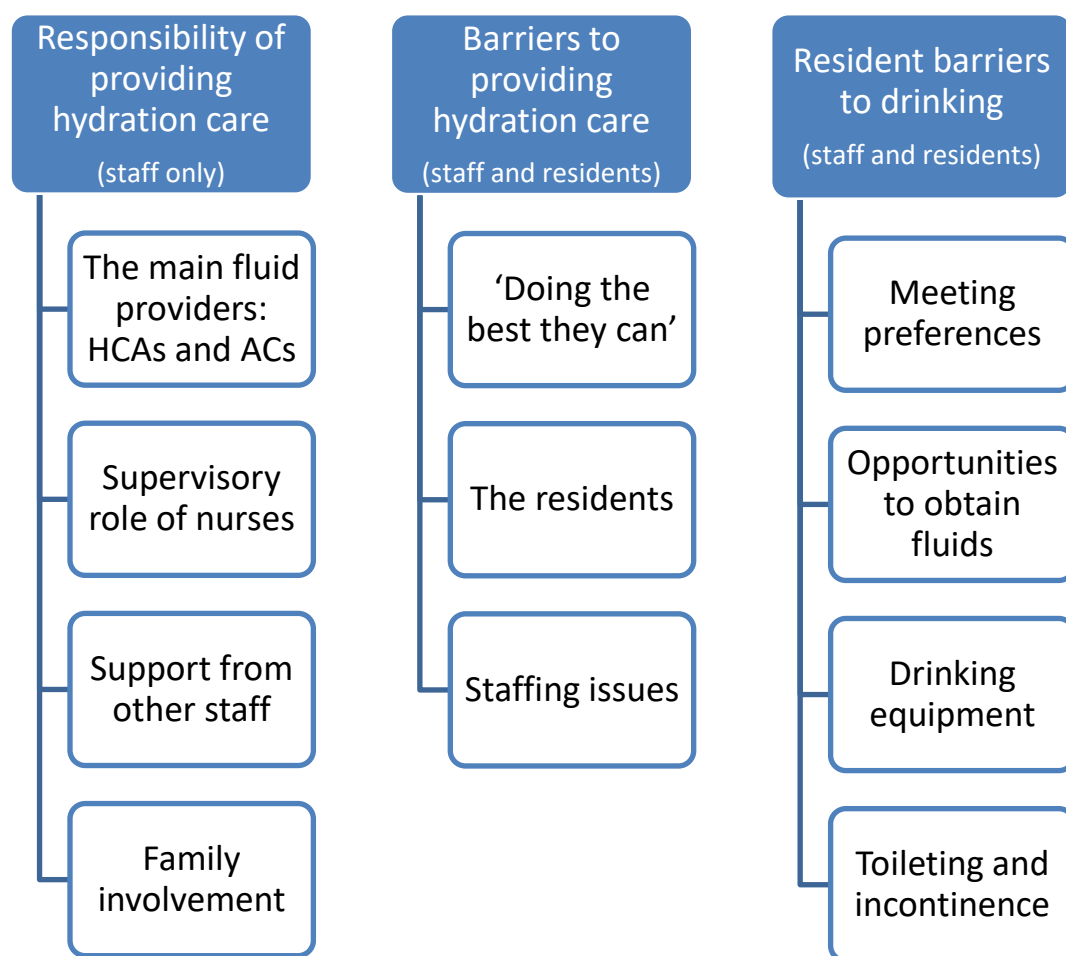 Responsibility of
providing
hydration care
(staff only)
The main fluid
providers:
HCAs and ACs
Supervisory
role of nurses
Support from
other staff
Family
involvement
Barriers to
providing
hydration care
(staff and residents)
‘Doing the
best they can’
The residents
Staffing issues
Resident barriers
to drinking
(staff and residents)
Meeting
preferences
Opportunities
to obtain
fluids
Drinking
equipment
Toileting and
incontinence